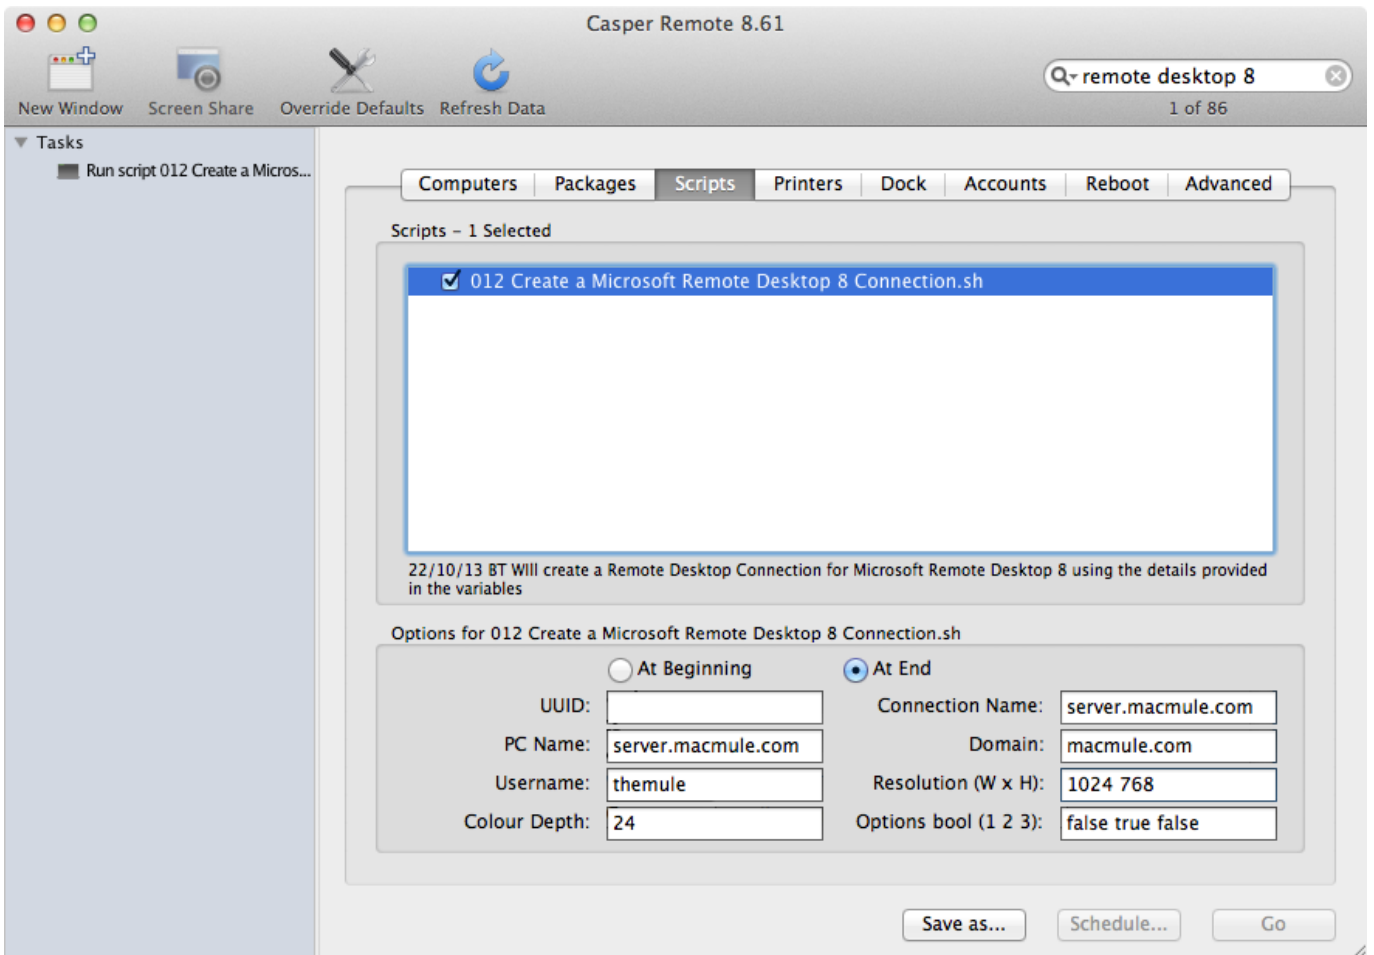 Casper Remote 8.61
New Window
Screen Share
Override Defaults
Refresh Data
remote desktop 8
1 of 86
Tasks
Run script 012 Create a Micros...
Computers
Packages
Scripts
Printers
Dock
Accounts
Reboot
Advanced
Scripts – 1 Selected
012 Create a Microsoft Remote Desktop 8 Connection.sh
22/10/13 BT WIll create a Remote Desktop Connection for Microsoft Remote Desktop 8 using the details provided
in the variables
Options for 012 Create a Microsoft Remote Desktop 8 Connection.sh
At Beginning
At End
UUID:
Connection Name: server.macmule.com
PC Name: server.macmule.com
Domain: macmule.com
Username: themule
Resolution (W x H): 1024 768
Colour Depth: 24
Options bool (1 2 3): false true false
Save as...
Schedule...
Go